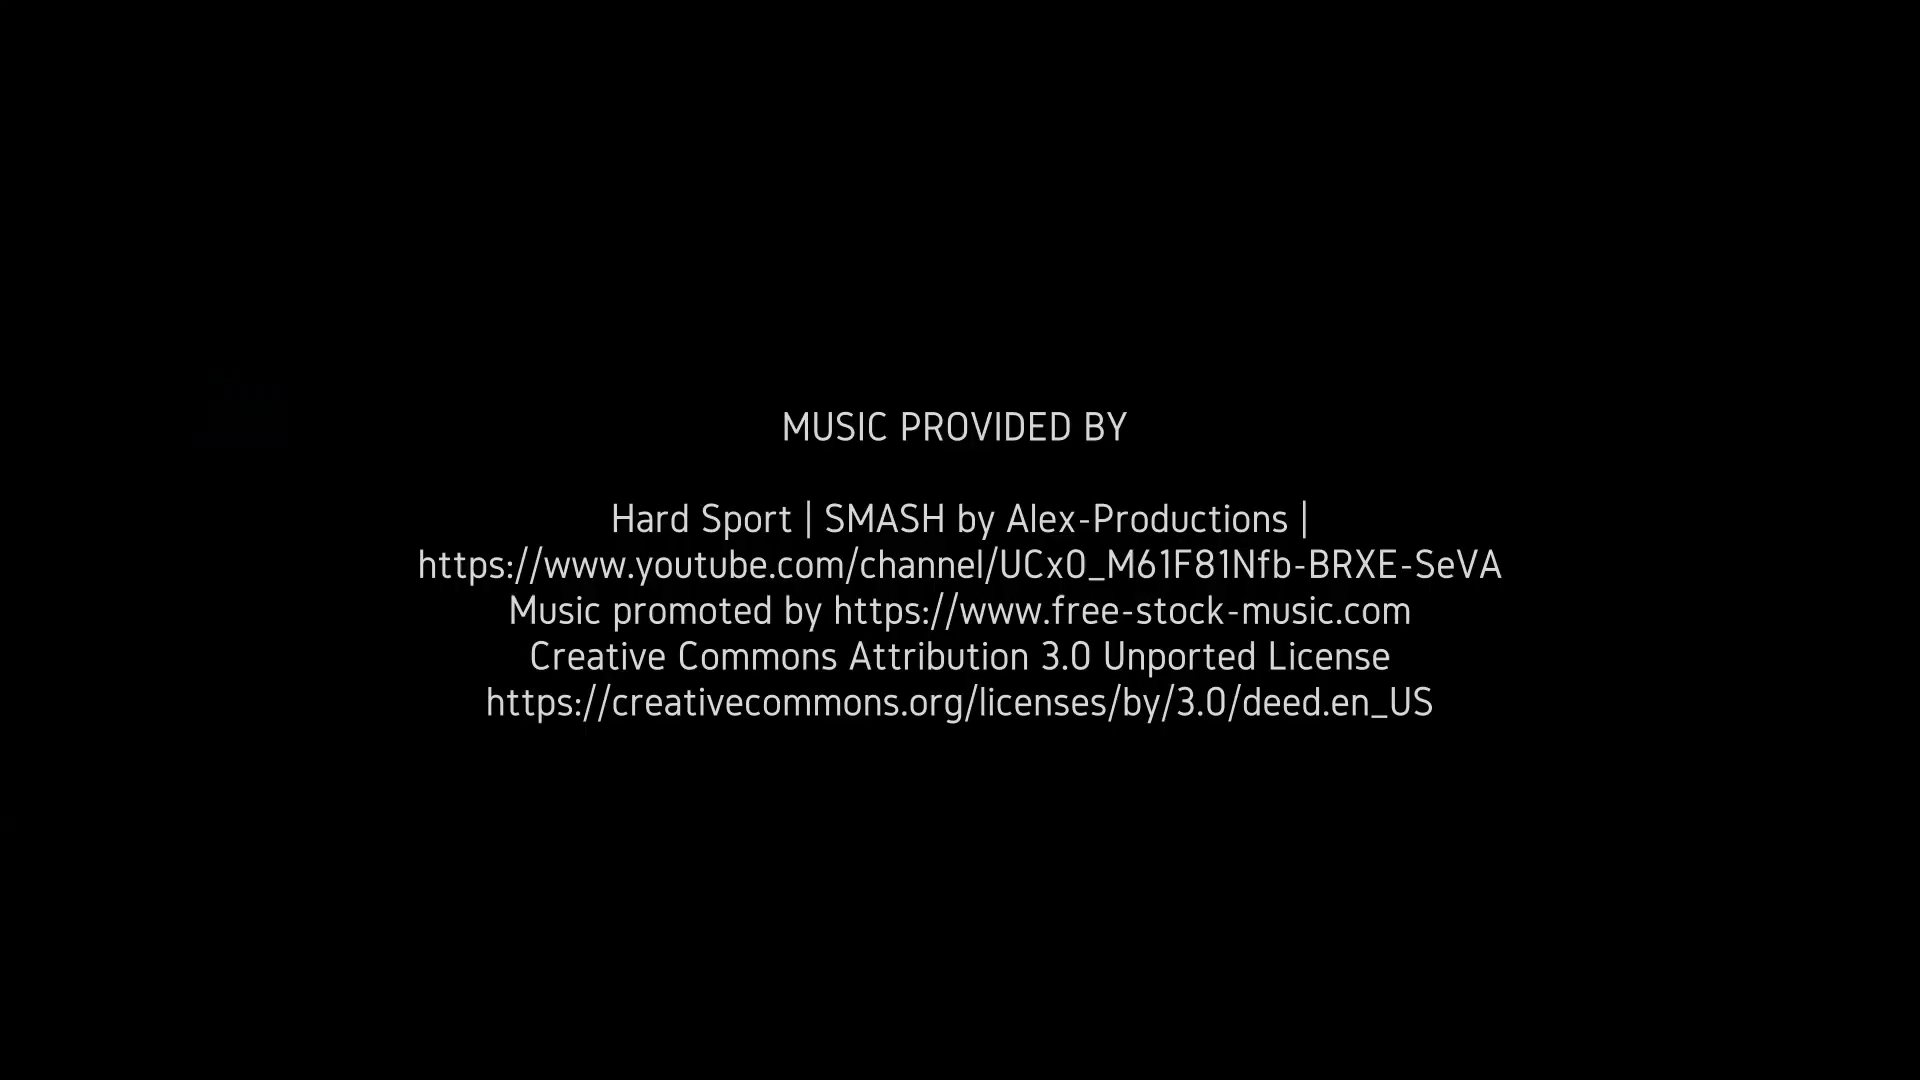 MUSIC PROVIDED BY
Hard Sport | SMASH by Alex-Productions |
https://www.youtube.com/channel/UCx0_M61F81Nfb-BRXE-SeVA
Music promoted by https://www.free-stock-music.com
Creative Commons Attribution 3.0 Unported License
https://creativecommons.org/licenses/by/3.0/deed.en_US